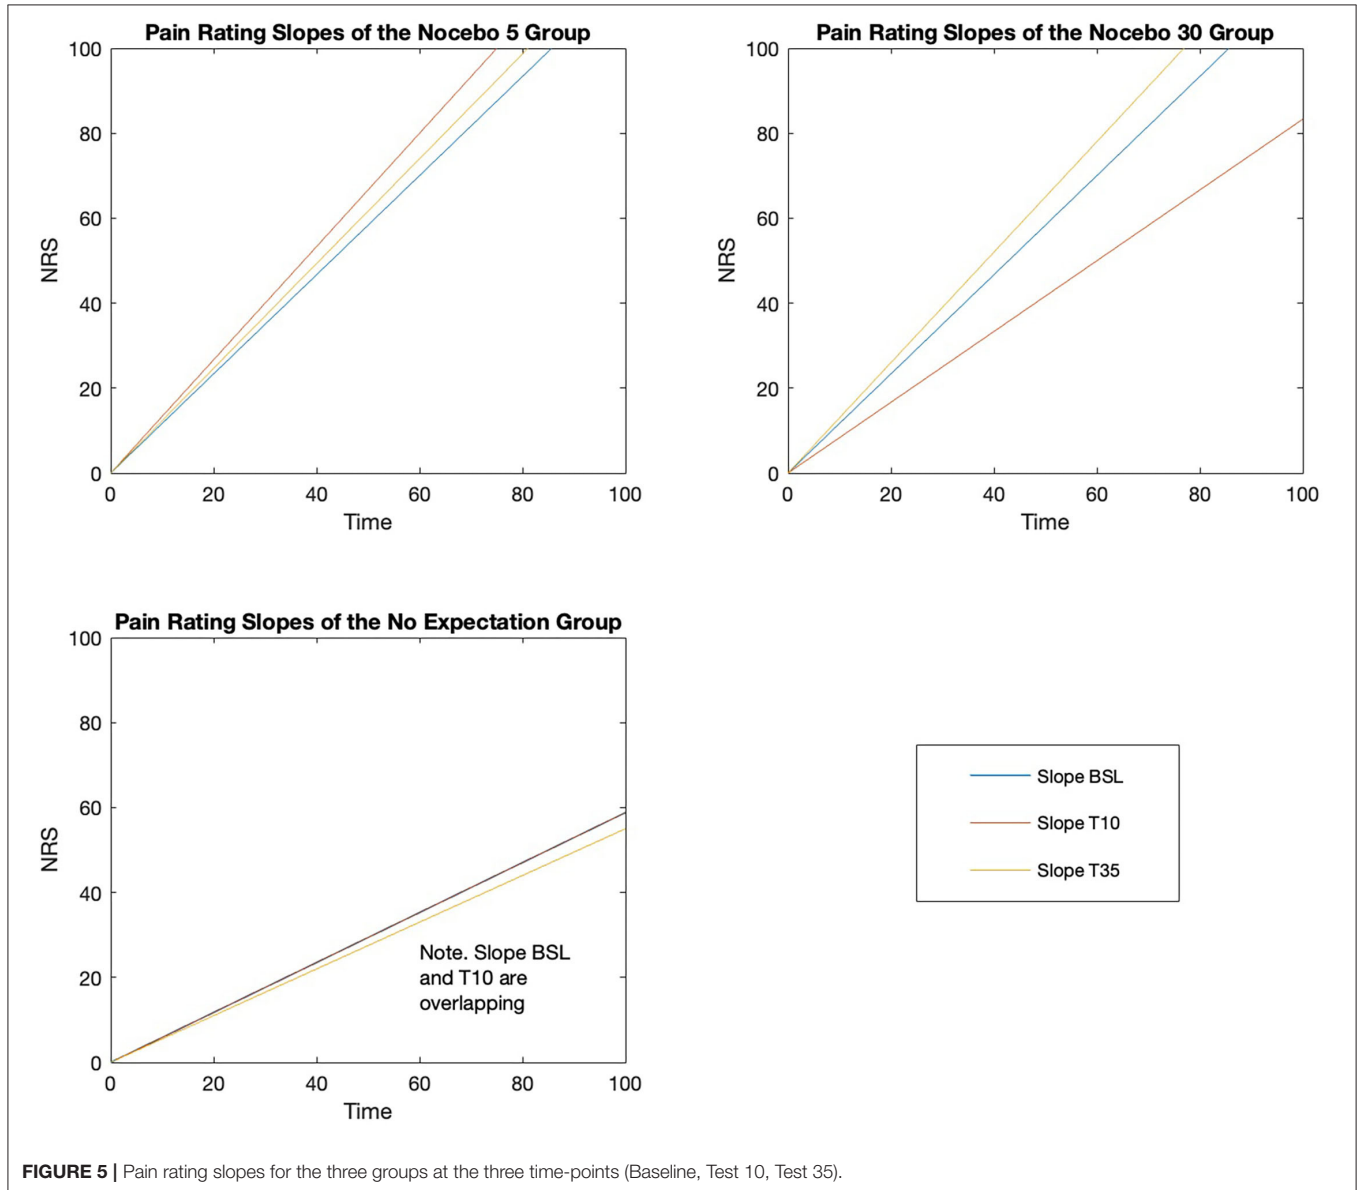 Pain Rating Slopes of the Nocebo 5 Group
100
80
60
40
20
0
NRS
0 20 40 60 80 100
Time
Pain Rating Slopes of the Nocebo 30 Group
100
80
60
40
20
0
NRS
0 20 40 60 80 100
Time
Pain Rating Slopes of the No Expectation Group
100
80
60
40
20
0
NRS
Note. Slope BSL
and T10 are
overlapping
0 20 40 60 80 100
Time
Slope BSL
Slope T10
Slope T35
FIGURE 5 | Pain rating slopes for the three groups at the three time-points (Baseline, Test 10, Test 35).